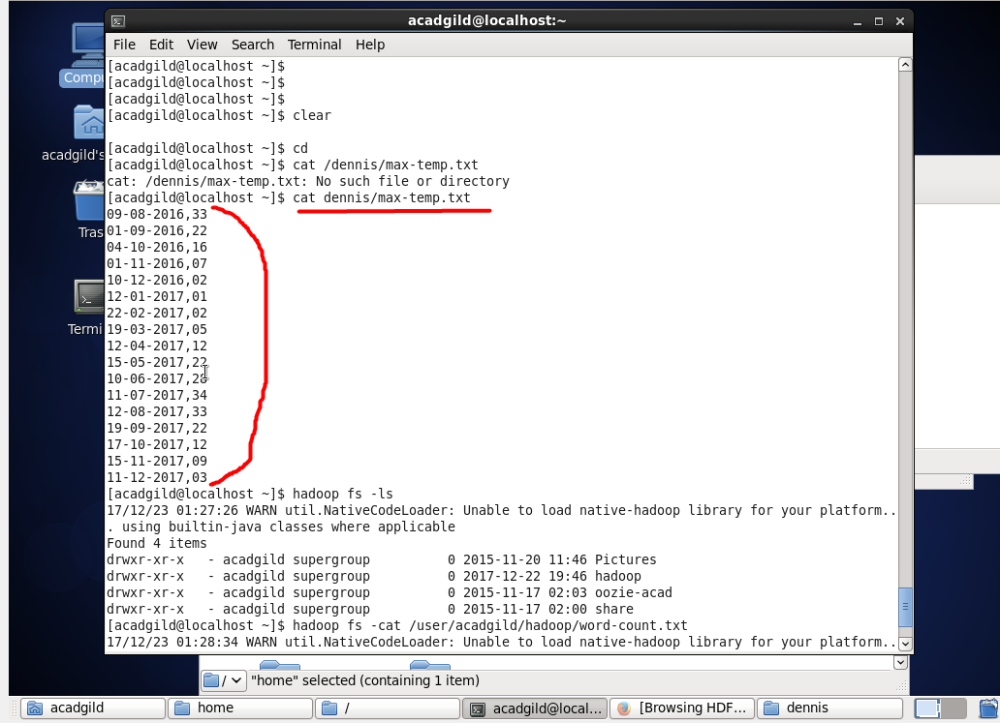 acadgild@localhost:~
File Edit View Search Terminal Help
[acadgild@localhost ~]$
[acadgild@localhost ~]$
[acadgild@localhost ~]$
[acadgild@localhost ~]$ clear
[acadgild@localhost ~]$ cd
[acadgild@localhost ~]$ cat /dennis/max-temp.txt
cat: /dennis/max-temp.txt: No such file or directory
[acadgild@localhost ~]$ cat dennis/max-temp.txt
09-08-2016,33
01-09-2016,22
04-10-2016,16
01-11-2016,07
10-12-2016,02
12-01-2017,01
22-02-2017,02
19-03-2017,05
12-04-2017,12
15-05-2017,22
10-06-2017,28
11-07-2017,34
12-08-2017,33
19-09-2017,22
17-10-2017,12
15-11-2017,09
11-12-2017,03
[acadgild@localhost ~]$ hadoop fs -ls
17/12/23 01:27:26 WARN util.NativeCodeLoader: Unable to load native-hadoop library for your platform..
. using builtin-java classes where applicable
Found 4 items
drwxr-xr-x   - acadgild supergroup          0 2015-11-20 11:46 Pictures
drwxr-xr-x   - acadgild supergroup          0 2017-12-22 19:46 hadoop
drwxr-xr-x   - acadgild supergroup          0 2015-11-17 02:03 oozie-acad
drwxr-xr-x   - acadgild supergroup          0 2015-11-17 02:00 share
[acadgild@localhost ~]$ hadoop fs -cat /user/acadgild/hadoop/word-count.txt
17/12/23 01:28:34 WARN util.NativeCodeLoader: Unable to load native-hadoop library for your platform..
Compu
acadgild's
Tras
Termi
/ "home" selected (containing 1 item)
acadgild home / acadgild@local... [Browsing HDF... dennis